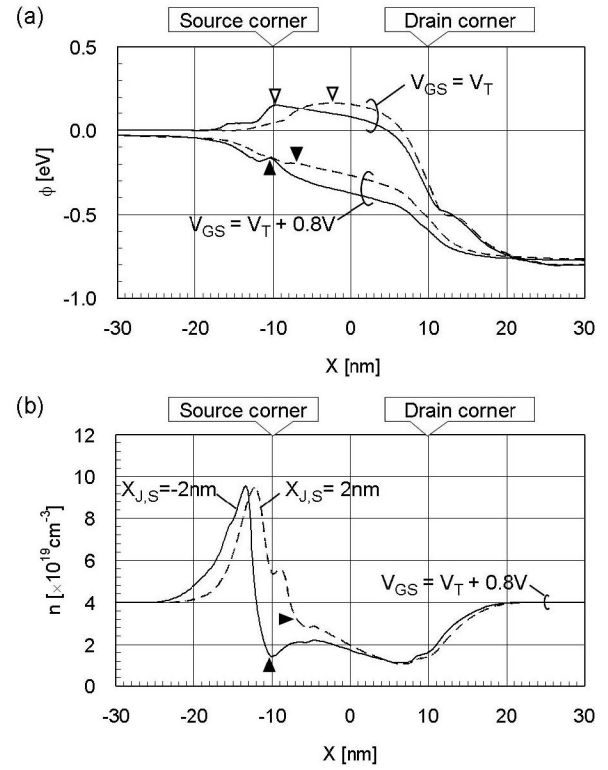 (a)
Source corner
Drain corner
0.5
0.0
-0.5
-1.0
ϕ [eV]
V_GS = V_T
V_GS = V_T + 0.8V
-30 -20 -10 0 10 20 30
X [nm]
(b)
Source corner
Drain corner
12
10
8
6
4
2
0
n [×10^19cm^-3]
X_J,S=-2nm
X_J,S= 2nm
V_GS = V_T + 0.8V
-30 -20 -10 0 10 20 30
X [nm]